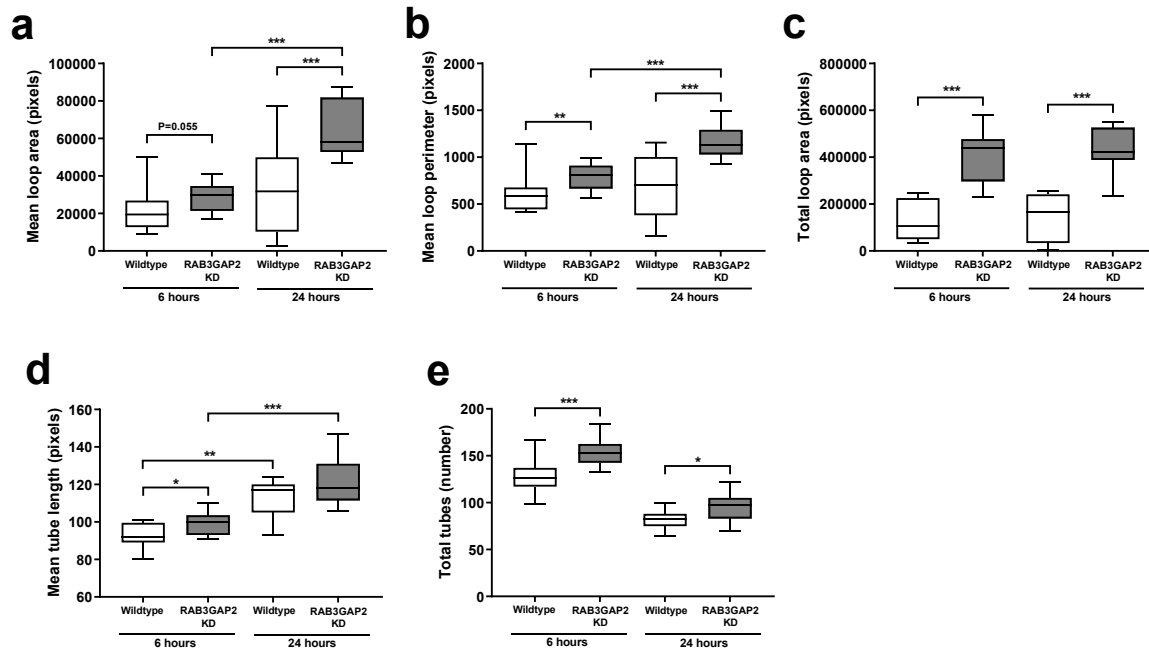 a
Mean loop area (pixels)
100000
80000
60000
40000
20000
0
***
***
P=0.055
Wildtype
RAB3GAP2
KD
Wildtype
RAB3GAP2
KD
6 hours
24 hours
b
Mean loop perimeter (pixels)
2000
1500
1000
500
0
***
***
**
Wildtype
RAB3GAP2
KD
Wildtype
RAB3GAP2
KD
6 hours
24 hours
c
Total loop area (pixels)
800000
600000
400000
200000
0
***
***
Wildtype
RAB3GAP2
KD
Wildtype
RAB3GAP2
KD
6 hours
24 hours
d
Mean tube length (pixels)
160
140
120
100
80
60
***
**
*
Wildtype
RAB3GAP2
KD
Wildtype
RAB3GAP2
KD
6 hours
24 hours
e
Total tubes (number)
200
150
100
50
0
***
*
Wildtype
RAB3GAP2
KD
Wildtype
RAB3GAP2
KD
6 hours
24 hours